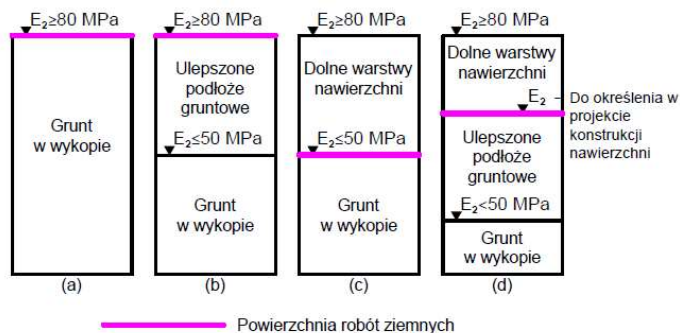 E₂≥80 MPa
Grunt
w wykopie
(a)
E₂≥80 MPa
Ulepszone
podłoże
gruntowe
E₂≤50 MPa
Grunt
w wykopie
(b)
E₂≥80 MPa
Dolne warstwy
nawierzchni
E₂≤50 MPa
Grunt
w wykopie
(c)
E₂≥80 MPa
Dolne warstwy
nawierzchni
E₂ – Do określenia w
projekcie
konstrukcji
nawierzchni
Ulepszone
podłoże
gruntowe
E₂<50 MPa
Grunt
w wykopie
(d)
Powierzchnia robót ziemnych